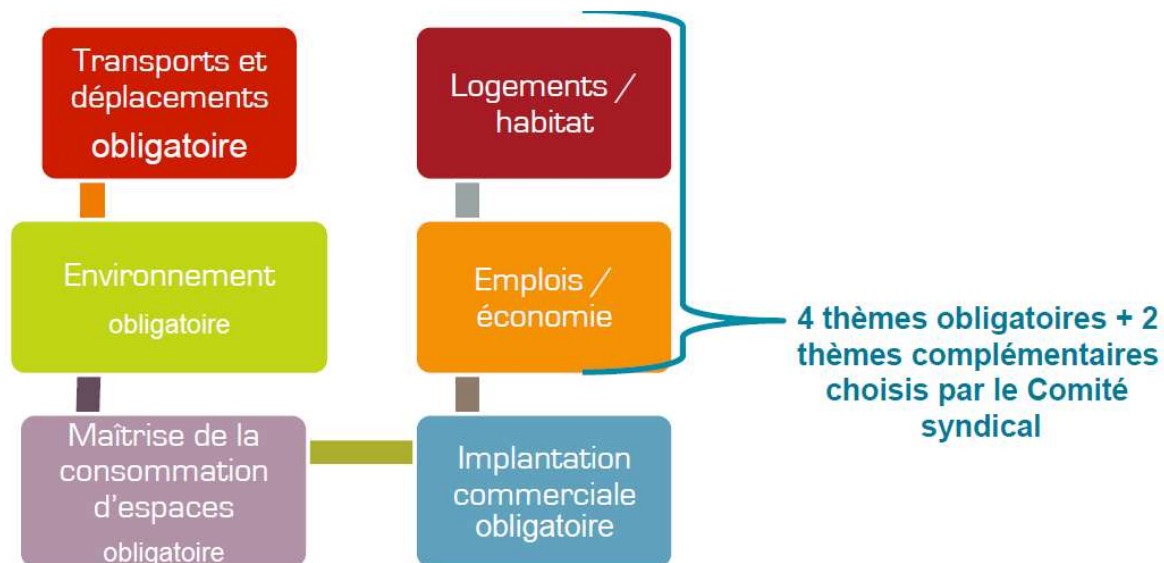 Transports et
déplacements
obligatoire
Environnement
obligatoire
Maîtrise de la
consommation
d'espaces
obligatoire
Logements /
habitat
Emplois /
économie
Implantation
commerciale
obligatoire
4 thèmes obligatoires + 2
thèmes complémentaires
choisis par le Comité
syndical